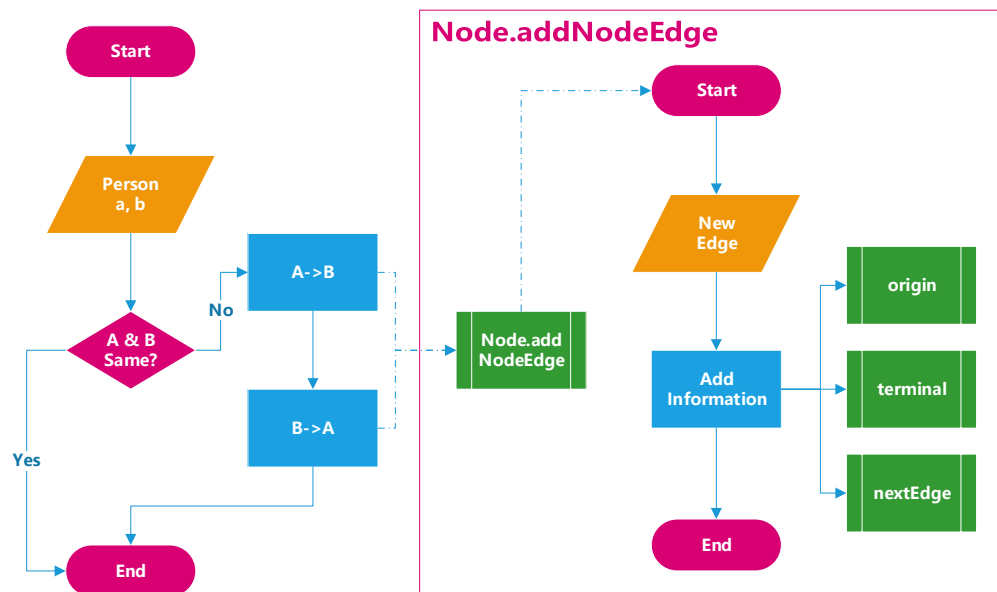 Start
Person
a, b
A & B
Same?
No
Yes
A->B
B->A
End
Node.addNodeEdge
Node.add
NodeEdge
Start
New
Edge
Add
Information
origin
terminal
nextEdge
End